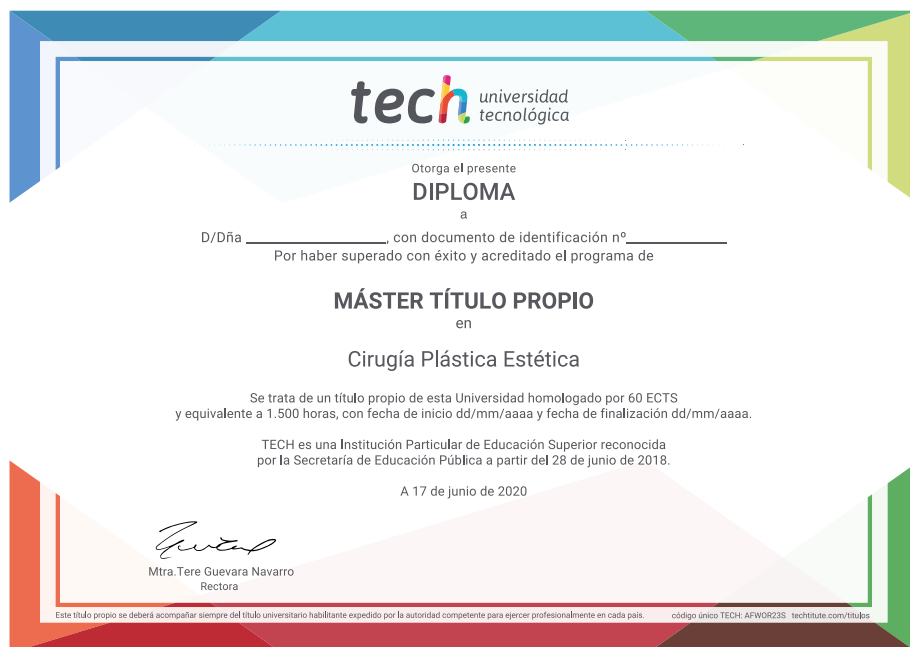 tech universidad
tecnológica
Otorga el presente
DIPLOMA
a
D/Dña ________________, con documento de identificación nº____________
Por haber superado con éxito y acreditado el programa de
MÁSTER TÍTULO PROPIO
en
Cirugía Plástica Estética
Se trata de un título propio de esta Universidad homologado por 60 ECTS
y equivalente a 1.500 horas, con fecha de inicio dd/mm/aaaa y fecha de finalización dd/mm/aaaa.
TECH es una Institución Particular de Educación Superior reconocida
por la Secretaría de Educación Pública a partir del 28 de junio de 2018.
A 17 de junio de 2020
Mtra.Tere Guevara Navarro
Rectora
Este título propio se deberá acompañar siempre del título universitario habilitante expedido por la autoridad competente para ejercer profesionalmente en cada país. código único TECH: AFWOR23S techtitute.com/titulos